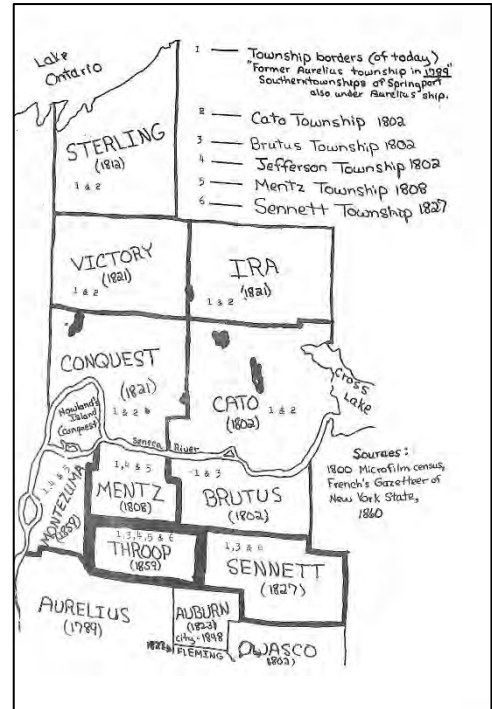 Lake
Ontario
1 — Township borders (of today)
"Former Aurelius township in 1789"
Southern townships of Springport
also under Aurelius'ship.
2 — Cato Township 1802
3 — Brutus Township 1802
4 — Jefferson Township 1802
5 — Mentz Township 1808
6 — Sennett Township 1827
STERLING
(1812)
1 & 2
VICTORY
(1821)
1 & 2
IRA
(1821)
1 & 2
CONQUEST
(1821)
1 & 2
Howland's
Island
(Conquest)
CATO
(1802)
1 & 2
Cross
Lake
Seneca River
Sources:
1800 Microfilm census,
French's Gazetteer of
New York State,
1860
1, 4 & 5
MONTEZUMA
(1859)
1,4 & 5
MENTZ
(1808)
1 & 3
BRUTUS
(1802)
1,3,4,5 & 6
THROOP
(1859)
1,3 & 6
SENNETT
(1827)
AURELIUS
(1789)
AUBURN
(1823)
city - 1848
FLEMING
OWASCO
(1802)